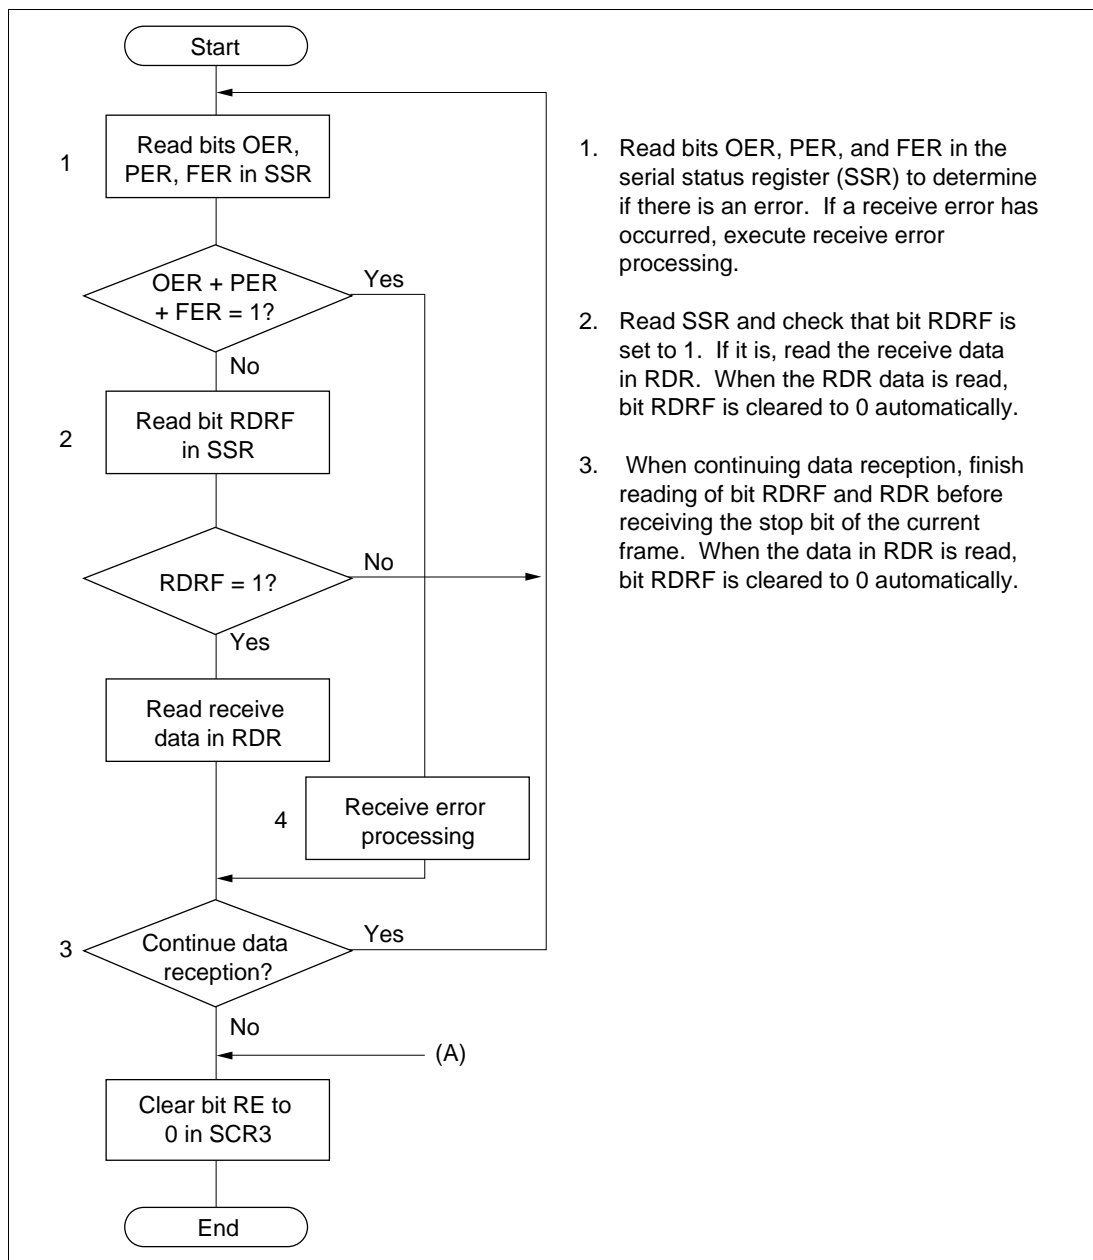 Start
1
Read bits OER,
PER, FER in SSR
OER + PER
+ FER = 1?
Yes
No
2
Read bit RDRF
in SSR
RDRF = 1?
No
Yes
Read receive
data in RDR
4
Receive error
processing
3
Continue data
reception?
Yes
No
(A)
Clear bit RE to
0 in SCR3
End
1. Read bits OER, PER, and FER in the
serial status register (SSR) to determine
if there is an error. If a receive error has
occurred, execute receive error
processing.
2. Read SSR and check that bit RDRF is
set to 1. If it is, read the receive data
in RDR. When the RDR data is read,
bit RDRF is cleared to 0 automatically.
3. When continuing data reception, finish
reading of bit RDRF and RDR before
receiving the stop bit of the current
frame. When the data in RDR is read,
bit RDRF is cleared to 0 automatically.